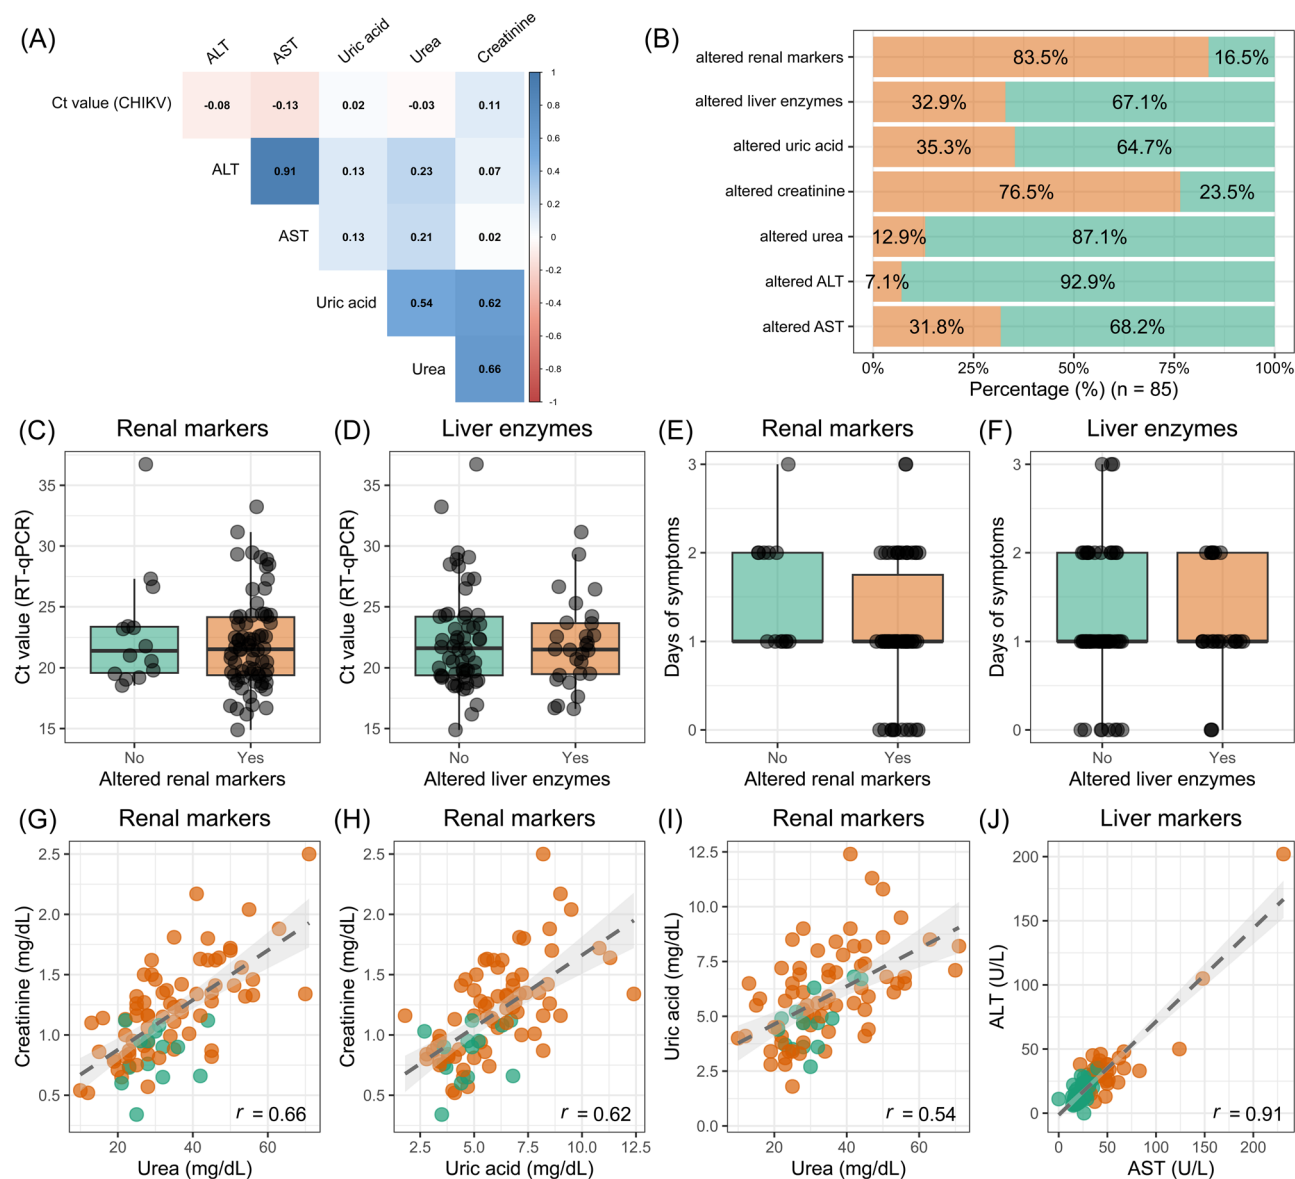 (A)
ALT
AST
Uric acid
Urea
Creatinine
Ct value (CHIKV)
-0.08
-0.13
0.02
-0.03
0.11
ALT
0.91
0.13
0.23
0.07
AST
0.13
0.21
0.02
Uric acid
0.54
0.62
Urea
0.66
1
0.8
0.6
0.4
0.2
0
-0.2
-0.4
-0.6
-0.8
-1
(B)
altered renal markers
83.5%
16.5%
altered liver enzymes
32.9%
67.1%
altered uric acid
35.3%
64.7%
altered creatinine
76.5%
23.5%
altered urea
12.9%
87.1%
altered ALT
7.1%
92.9%
altered AST
31.8%
68.2%
0%
25%
50%
75%
100%
Percentage (%) (n = 85)
(C)
Renal markers
Ct value (RT-qPCR)
35
30
25
20
15
No
Yes
Altered renal markers
(D)
Liver enzymes
Ct value (RT-qPCR)
35
30
25
20
15
No
Yes
Altered liver enzymes
(E)
Renal markers
Days of symptoms
3
2
1
0
No
Yes
Altered renal markers
(F)
Liver enzymes
Days of symptoms
3
2
1
0
No
Yes
Altered liver enzymes
(G)
Renal markers
Creatinine (mg/dL)
2.5
2.0
1.5
1.0
0.5
r = 0.66
20
40
60
Urea (mg/dL)
(H)
Renal markers
Creatinine (mg/dL)
2.5
2.0
1.5
1.0
0.5
r = 0.62
2.5
5.0
7.5
10.0
12.5
Uric acid (mg/dL)
(I)
Renal markers
Uric acid (mg/dL)
12.5
10.0
7.5
5.0
2.5
0.0
r = 0.54
20
40
60
Urea (mg/dL)
(J)
Liver markers
ALT (U/L)
200
150
100
50
0
r = 0.91
0
50
100
150
200
AST (U/L)